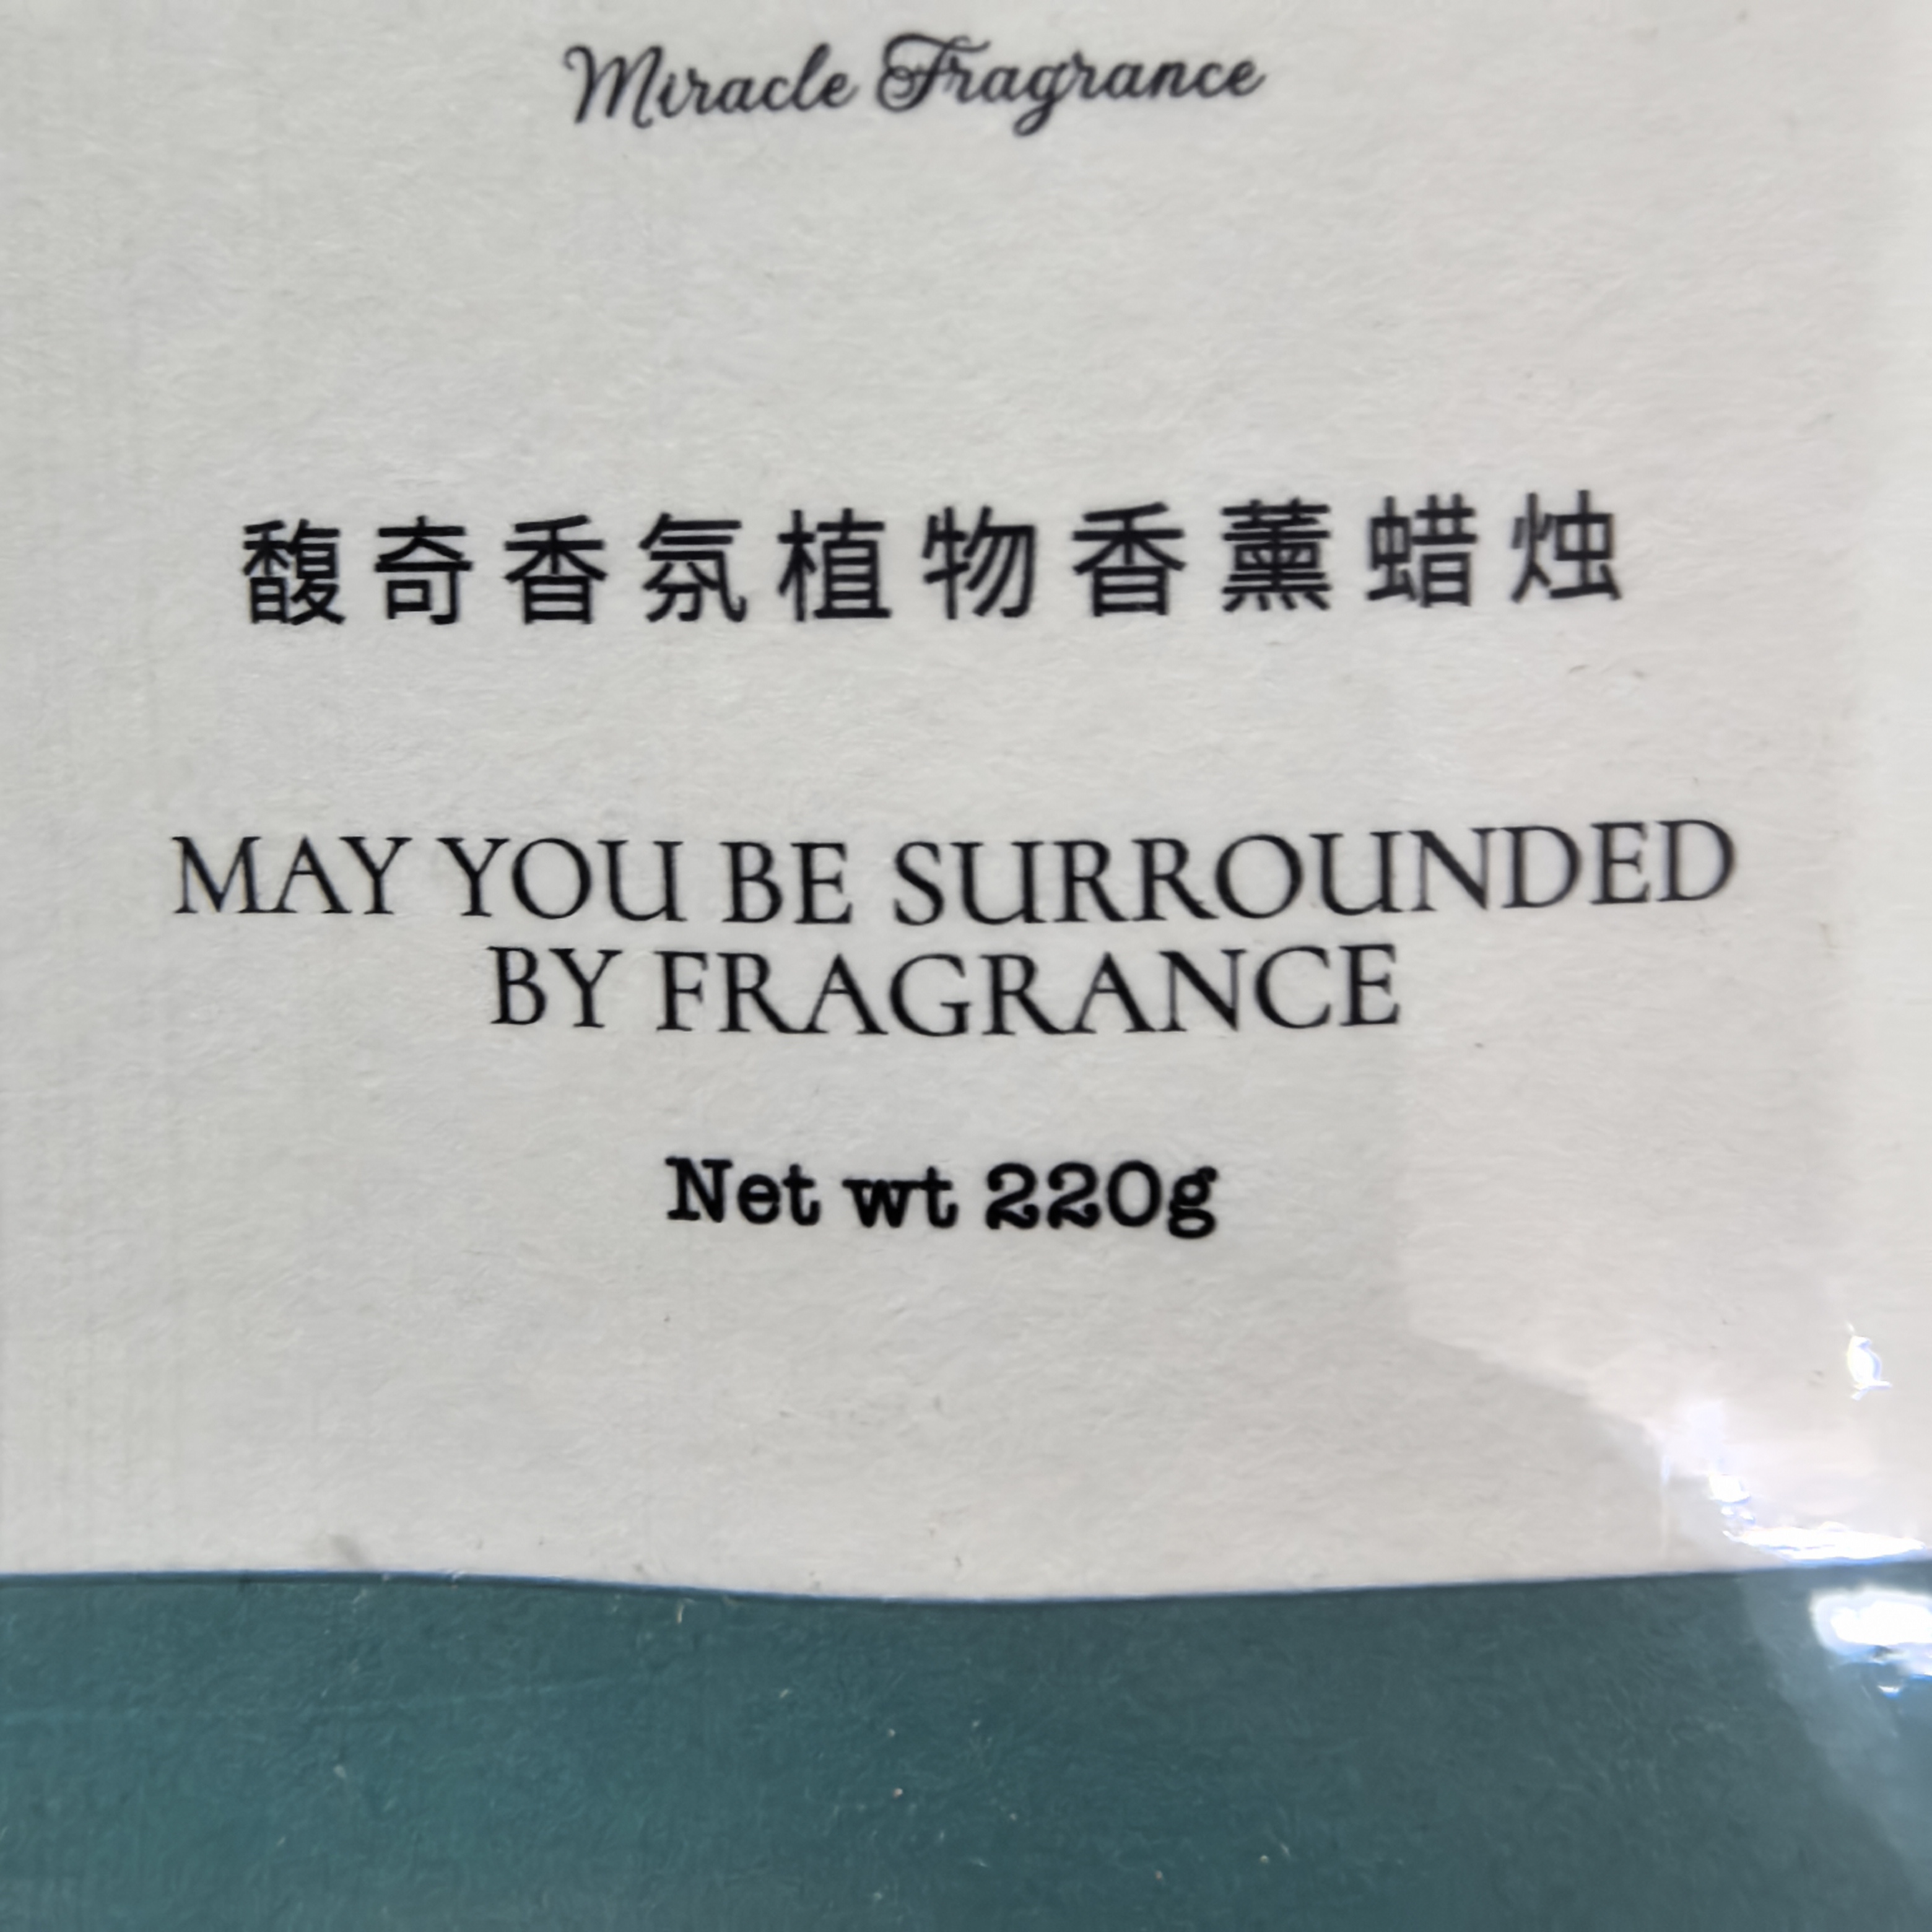 Miracle Fragrance
馥奇香氛植物香薰蜡烛
MAY YOU BE SURROUNDED
BY FRAGRANCE
Net wt 220g